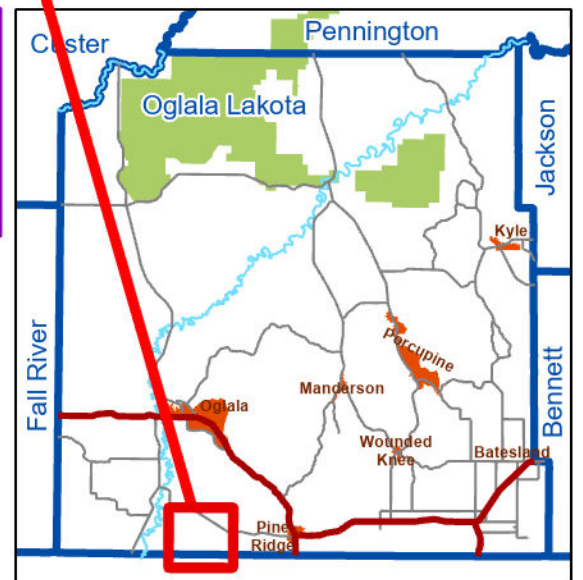 Custer
Pennington
Oglala Lakota
Jackson
Kyle
Fall River
Porcupine
Manderson
Oglala
Bennett
Wounded
Knee
Batesland
Pine
Ridge